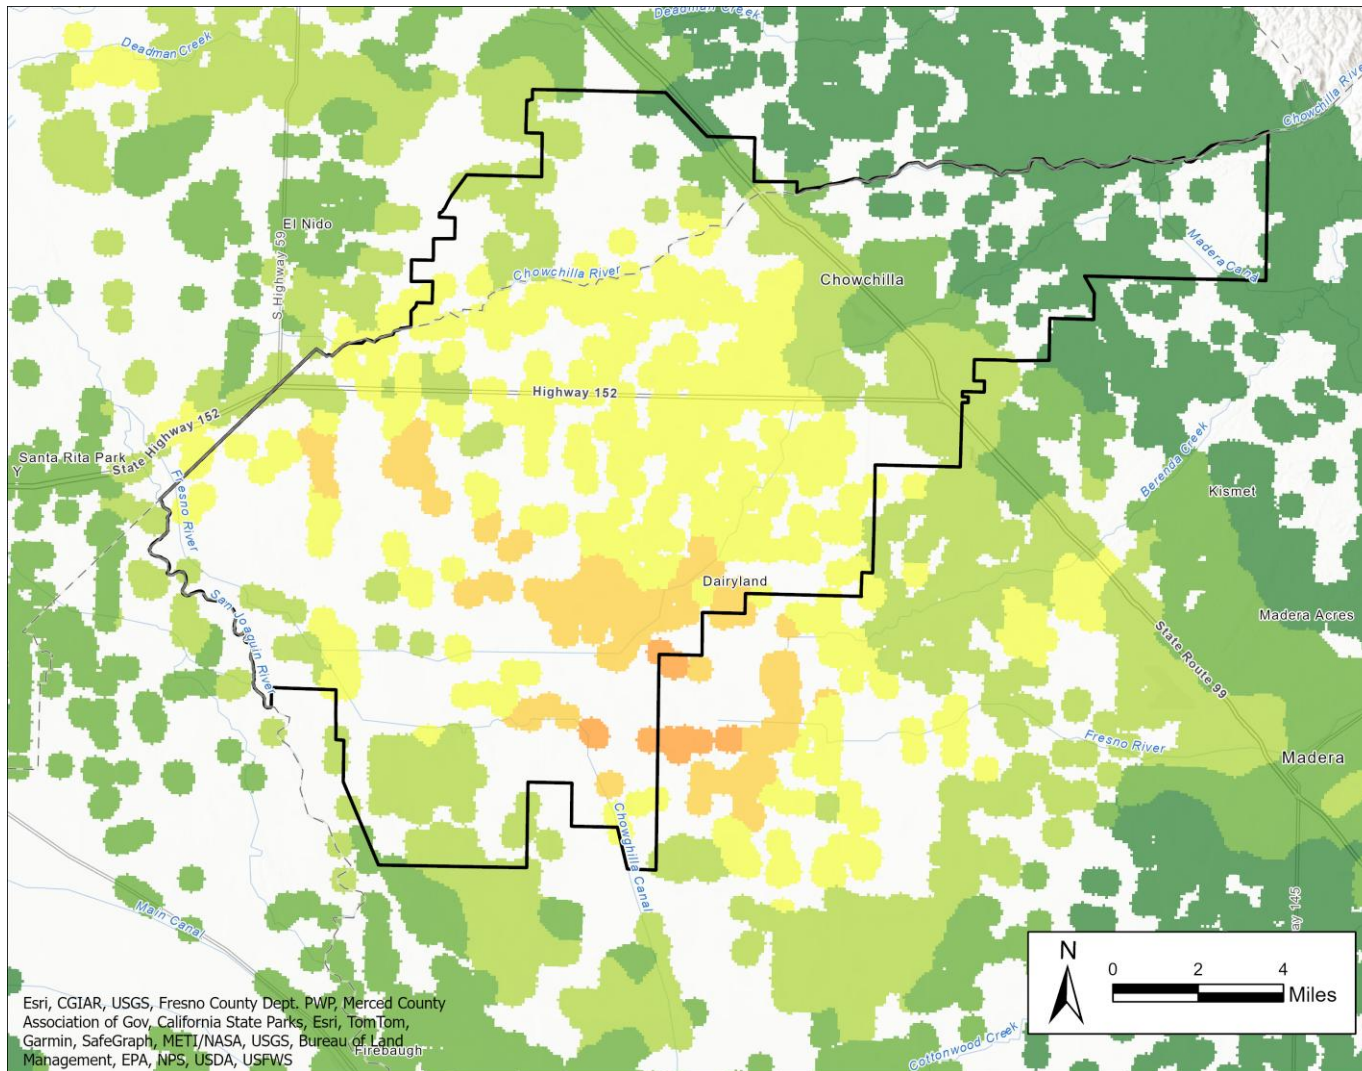 Deadman Creek
Deadman Creek
Chowchilla River
El Nido
S. Highway 59
Chowchilla River
Madera Canal
Chowchilla
Highway 152
State Highway 152
Santa Rita Park
Y
Fresno River
Berenda Creek
Kismet
Dairyland
San Joaquin River
Madera Acres
State Route 99
Fresno River
Madera
Chowghilla Canal
Main Canal
ay 145
N
0 2 4
Miles
Esri, CGIAR, USGS, Fresno County Dept. PWP, Merced County
Association of Gov, California State Parks, Esri, TomTom,
Garmin, SafeGraph, METI/NASA, USGS, Bureau of Land
Management, EPA, NPS, USDA, USFWS
Firebaugh
Cottonwood Creek